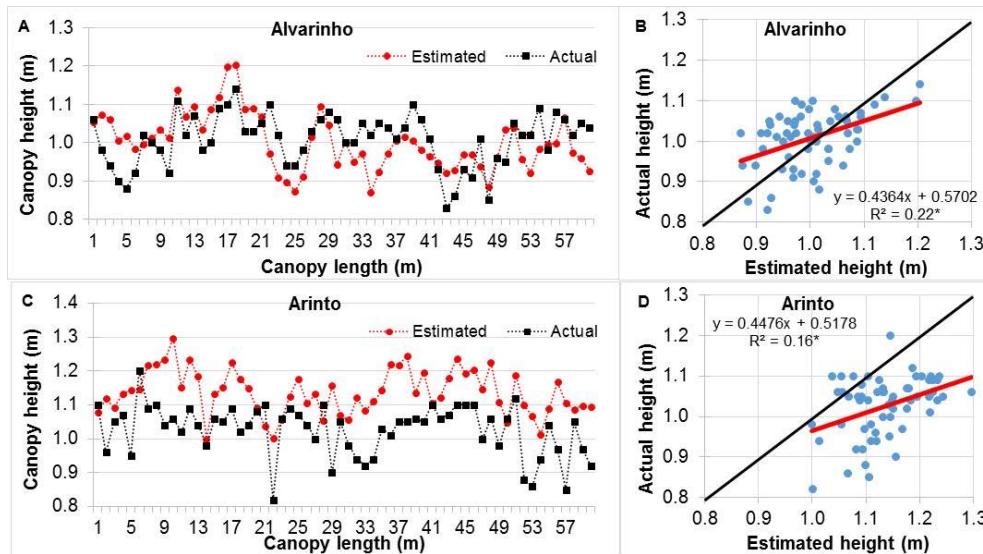 A
Alvarinho
Estimated
Actual
Canopy height (m)
1.3
1.2
1.1
1.0
0.9
0.8
1 5 9 13 17 21 25 29 33 37 41 45 49 53 57
Canopy length (m)
B
Alvarinho
Actual height (m)
1.3
1.2
1.1
1.0
0.9
0.8
y = 0.4364x + 0.5702
R² = 0.22*
0.8 0.9 1.0 1.1 1.2 1.3
Estimated height (m)
C
Arinto
Estimated
Actual
Canopy height (m)
1.4
1.3
1.2
1.1
1.0
0.9
0.8
1 5 9 13 17 21 25 29 33 37 41 45 49 53 57
Canopy length (m)
D
Arinto
y = 0.4476x + 0.5178
R² = 0.16*
Actual height (m)
1.3
1.2
1.1
1.0
0.9
0.8
0.8 0.9 1.0 1.1 1.2 1.3
Estimated height (m)